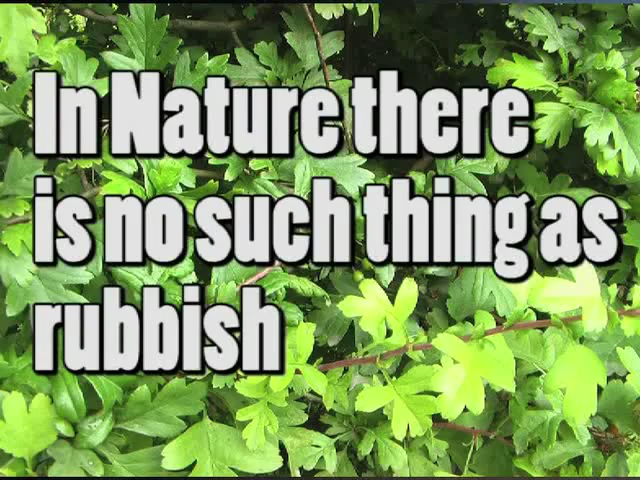 In Nature there
is no such thing as
rubbish